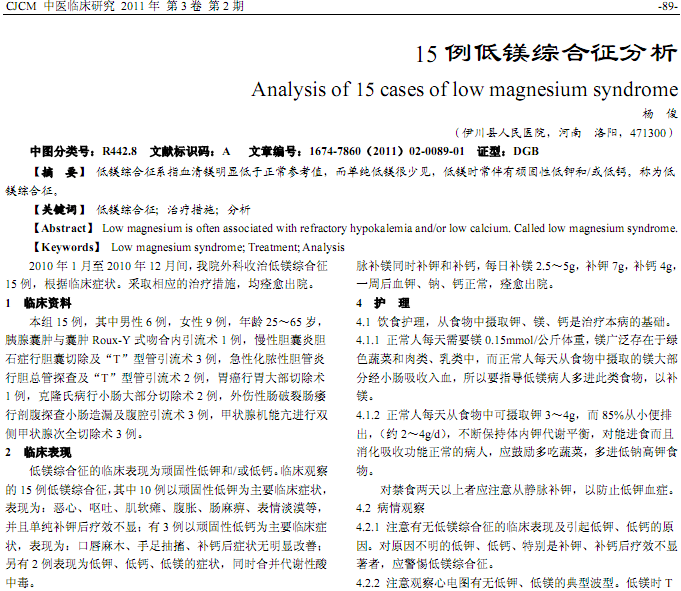 CJCM 中医临床研究 2011 年 第 3 卷 第 2 期 -89-
15 例低镁综合征分析
Analysis of 15 cases of low magnesium syndrome
杨 俊
（伊川县人民医院，河南 洛阳，471300）
中图分类号：R442.8 文献标识码：A 文章编号：1674-7860（2011）02-0089-01 证型：DGB
【摘 要】 低镁综合征系指血清镁明显低于正常参考值，而单纯低镁很少见，低镁时常伴有顽固性低钾和/或低钙。称为低
镁综合征。
【关键词】 低镁综合征；治疗措施；分析
【Abstract】 Low magnesium is often associated with refractory hypokalemia and/or low calcium. Called low magnesium syndrome.
【Keywords】 Low magnesium syndrome; Treatment; Analysis
2010 年 1 月至 2010 年 12 月间，我院外科收治低镁综合征
15 例，根据临床症状。采取相应的治疗措施，均痊愈出院。
1 临床资料
本组 15 例，其中男性 6 例，女性 9 例，年龄 25～65 岁，
胰腺囊肿与囊肿 Roux-Y 式吻合内引流术 1 例，慢性胆囊炎胆
石症行胆囊切除及“T”型管引流术 3 例，急性化脓性胆管炎
行胆总管探查及“T”型管引流术 2 例，胃癌行胃大部切除术
1 例，克隆氏病行小肠大部分切除术 2 例，外伤性肠破裂肠瘘
行剖腹探查小肠造漏及腹腔引流术 3 例，甲状腺机能亢进行双
侧甲状腺次全切除术 3 例。
2 临床表现
低镁综合征的临床表现为顽固性低钾和/或低钙。临床观察
的 15 例低镁综合征，其中 10 例以顽固性低钾为主要临床症状，
表现为：恶心、呕吐、肌软瘫、腹胀、肠麻痹、表情淡漠等，
并且单纯补钾后疗效不显；有 3 例以顽固性低钙为主要临床症
状，表现为：口唇麻木、手足抽搐、补钙后症状无明显改善；
另有 2 例表现为低钾、低钙、低镁的症状，同时合并代谢性酸
中毒。
脉补镁同时补钾和补钙，每日补镁 2.5～5g，补钾 7g，补钙 4g，
一周后血钾、钠、钙正常，痊愈出院。
4 护 理
4.1 饮食护理，从食物中摄取钾、镁、钙是治疗本病的基础。
4.1.1 正常人每天需要镁 0.15mmol/公斤体重，镁广泛存在于绿
色蔬菜和肉类、乳类中，而正常人每天从食物中摄取的镁大部
分经小肠吸收入血，所以要指导低镁病人多进此类食物，以补
镁。
4.1.2 正常人每天从食物中可摄取钾 3～4g，而 85%从小便排
出，（约 2～4g/d），不断保持体内钾代谢平衡，对能进食而且
消化吸收功能正常的病人，应鼓励多吃蔬菜，多进低钠高钾食
物。
对禁食两天以上者应注意从静脉补钾，以防止低钾血症。
4.2 病情观察
4.2.1 注意有无低镁综合征的临床表现及引起低钾、低钙的原
因。对原因不明的低钾、低钙、特别是补钾、补钙后疗效不显
著者，应警惕低镁综合征。
4.2.2 注意观察心电图有无低钾、低镁的典型波型。低镁时 T